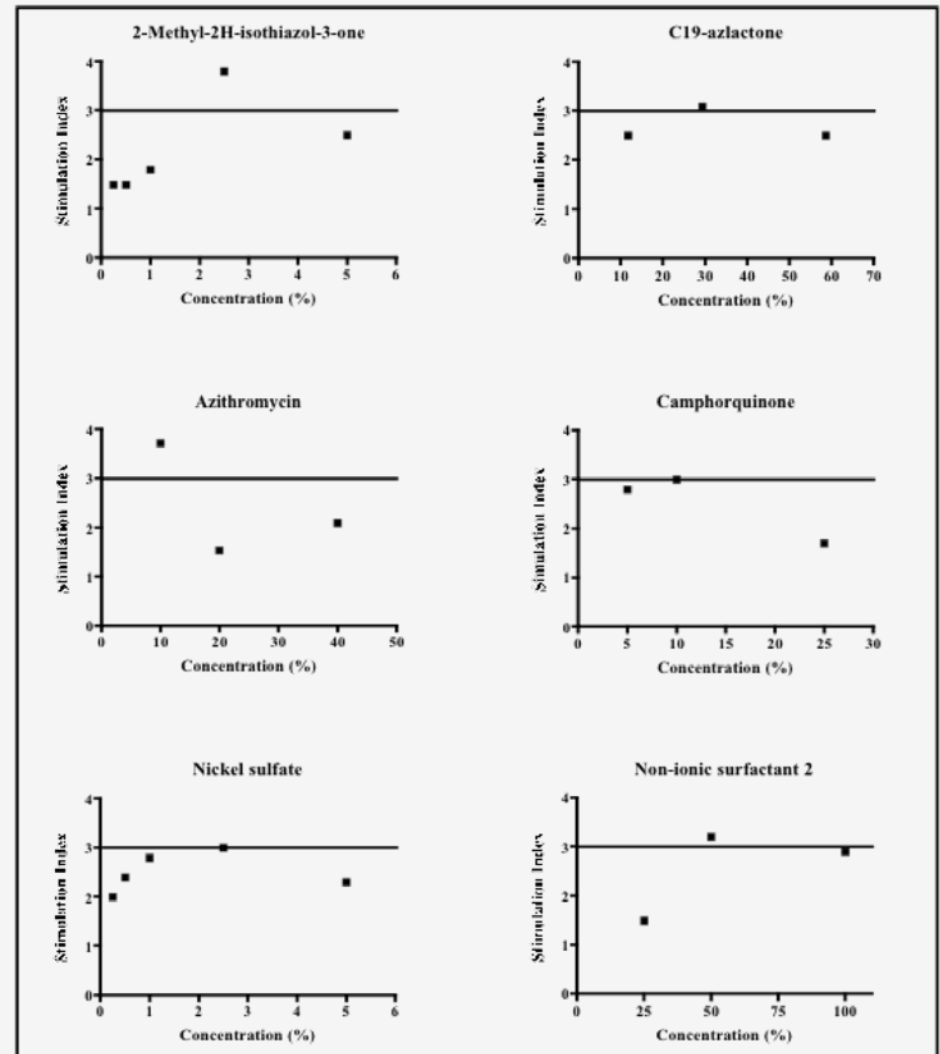 2-Methyl-2H-isothiazol-3-one
4
3
2
1
0
Stimulation Index
0 1 2 3 4 5 6
Concentration (%)
C19-azlactone
4
3
2
1
0
Stimulation Index
0 10 20 30 40 50 60 70
Concentration (%)
Azithromycin
4
3
2
1
0
Stimulation Index
0 10 20 30 40 50
Concentration (%)
Camphorquinone
4
3
2
1
0
Stimulation Index
0 5 10 15 20 25 30
Concentration (%)
Nickel sulfate
4
3
2
1
0
Stimulation Index
0 1 2 3 4 5 6
Concentration (%)
Non-ionic surfactant 2
4
3
2
1
0
Stimulation Index
0 25 50 75 100
Concentration (%)